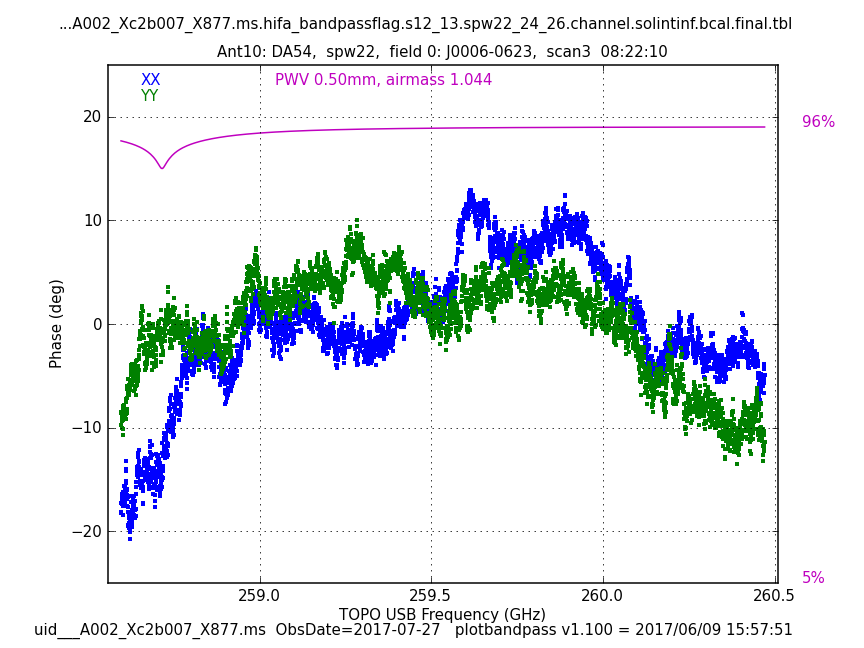 ...A002_Xc2b007_X877.ms.hifa_bandpassflag.s12_13.spw22_24_26.channel.solintinf.bcal.final.tbl
Ant10: DA54,  spw22,  field 0: J0006-0623,  scan3  08:22:10
XX
PWV 0.50mm, airmass 1.044
YY
96%
20
10
0
−10
−20
Phase (deg)
5%
259.0
259.5
260.0
260.5
TOPO USB Frequency (GHz)
uid___A002_Xc2b007_X877.ms  ObsDate=2017-07-27   plotbandpass v1.100 = 2017/06/09 15:57:51